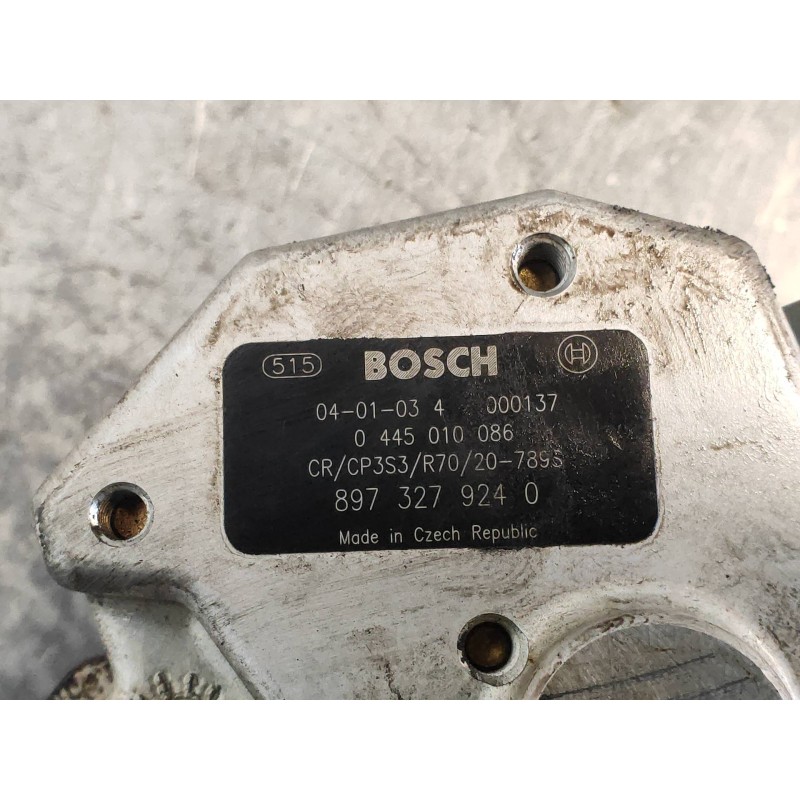 515 BOSCH H
04-01-03 4 000137
0 445 010 086
CR/CP3S3/R70/20-789S
897 327 924 0
Made in Czech Republic